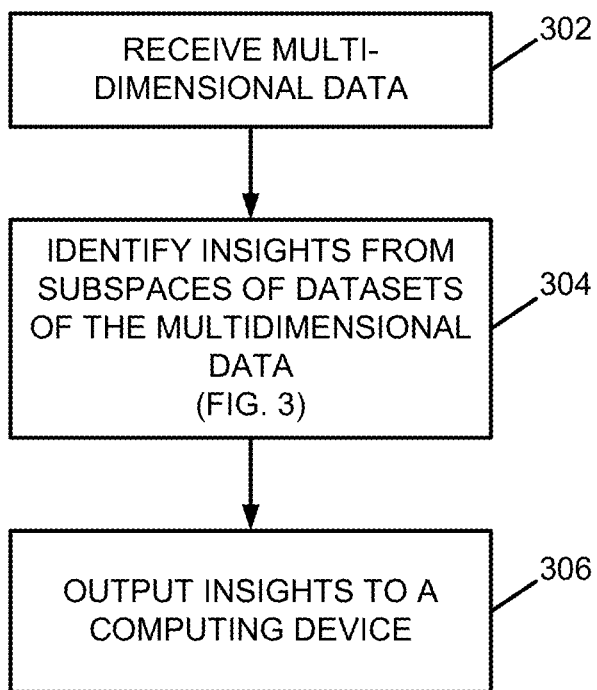 RECEIVE MULTI-
DIMENSIONAL DATA
302
IDENTIFY INSIGHTS FROM
SUBSPACES OF DATASETS
OF THE MULTIDIMENSIONAL
DATA
(FIG. 3)
304
OUTPUT INSIGHTS TO A
COMPUTING DEVICE
306